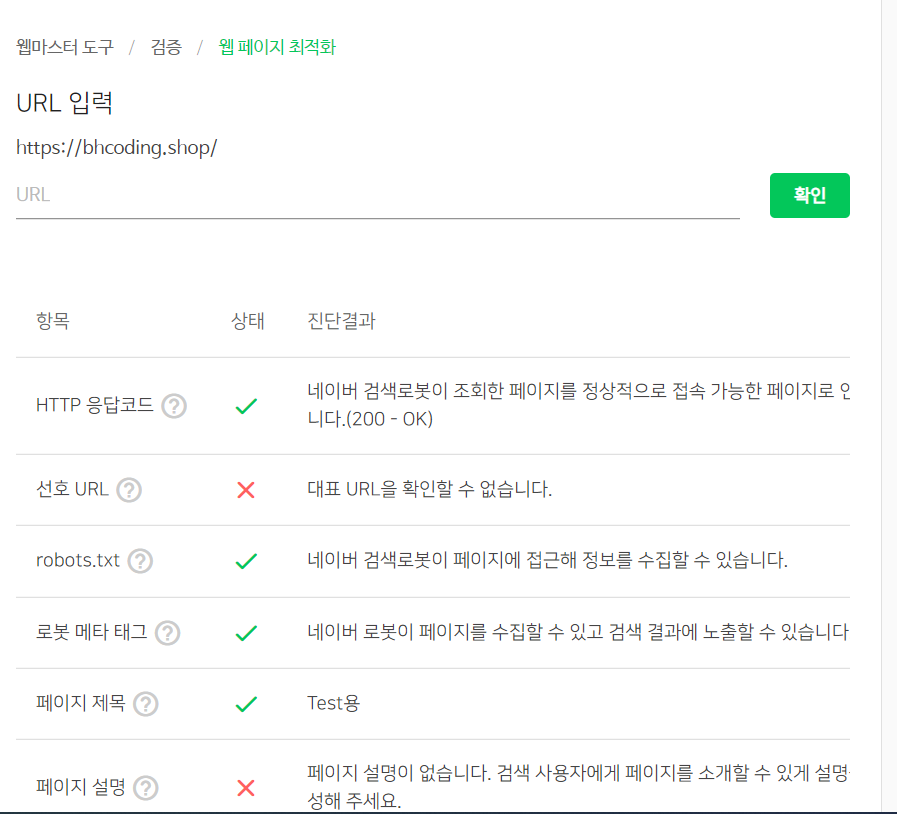 웹마스터 도구 / 검증 / 웹 페이지 최적화
URL 입력
https://bhcoding.shop/
URL
확인
항목 상태 진단결과
HTTP 응답코드 ? 네이버 검색로봇이 조회한 페이지를 정상적으로 접속 가능한 페이지로 인
니다.(200 - OK)
선호 URL ? 대표 URL을 확인할 수 없습니다.
robots.txt ? 네이버 검색로봇이 페이지에 접근해 정보를 수집할 수 있습니다.
로봇 메타 태그 ? 네이버 로봇이 페이지를 수집할 수 있고 검색 결과에 노출할 수 있습니다
페이지 제목 ? Test용
페이지 설명 ? 페이지 설명이 없습니다. 검색 사용자에게 페이지를 소개할 수 있게 설명
성해 주세요.